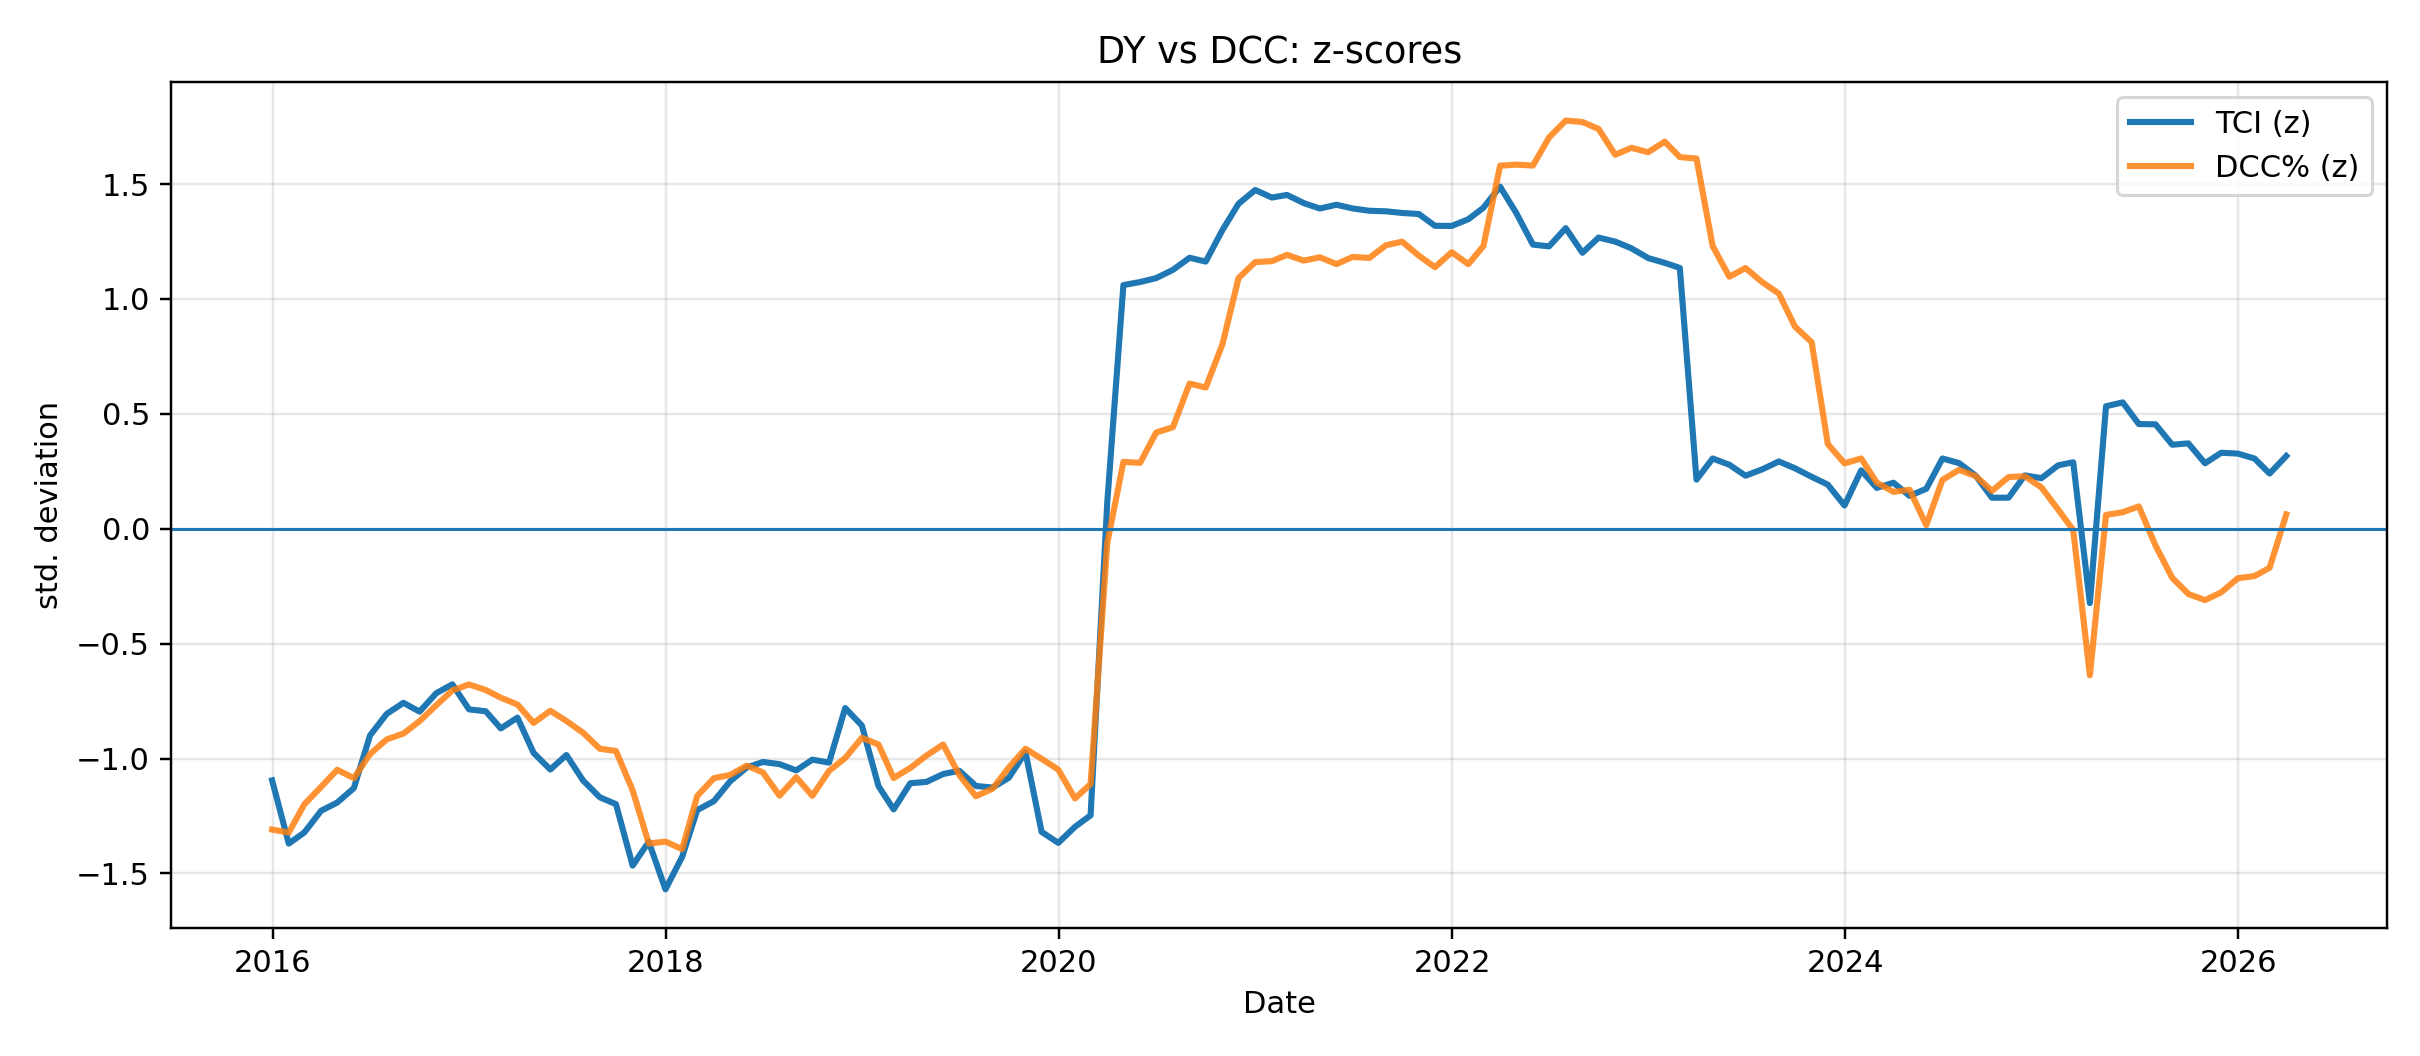 DY vs DCC: z-scores
TCI (z)
DCC% (z)
std. deviation
1.5
1.0
0.5
0.0
−0.5
−1.0
−1.5
2016 2018 2020 2022 2024 2026
Date